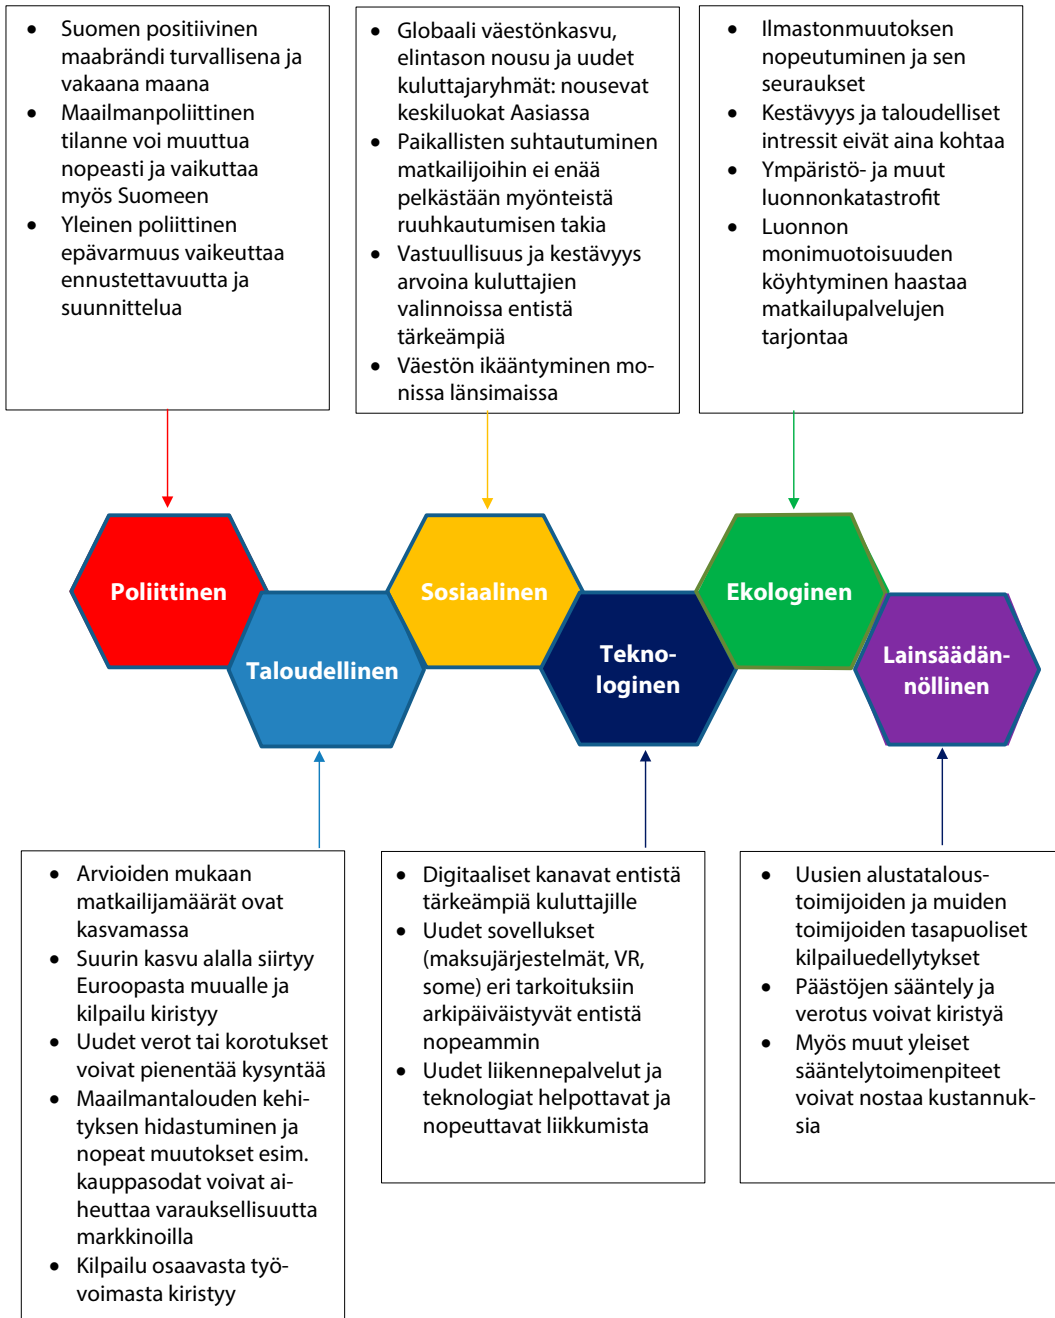 • Suomen positiivinen
maabrändi turvallisena ja
vakaana maana
• Maailmanpoliittinen
tilanne voi muuttua
nopeasti ja vaikuttaa
myös Suomeen
• Yleinen poliittinen
epävarmuus vaikeuttaa
ennustettavuutta ja
suunnittelua
• Globaali väestönkasvu,
elintason nousu ja uudet
kuluttajaryhmät: nousevat
keskiluokat Aasiassa
• Paikallisten suhtautuminen
matkailijoihin ei enää
pelkästään myönteistä
ruuhkautumisen takia
• Vastuullisuus ja kestävyys
arvoina kuluttajien
valinnoissa entistä
tärkeämpiä
• Väestön ikääntyminen mo-
nissa länsimaissa
• Ilmastonmuutoksen
nopeutuminen ja sen
seuraukset
• Kestävyys ja taloudelliset
intressit eivät aina kohtaa
• Ympäristö- ja muut
luonnonkatastrofit
• Luonnon
monimuotoisuuden
köyhtyminen haastaa
matkailupalvelujen
tarjontaa
Poliittinen
Taloudellinen
Sosiaalinen
Tekno-
loginen
Ekologinen
Lainsäädän-
nöllinen
• Arvioiden mukaan
matkailijamäärät ovat
kasvamassa
• Suurin kasvu alalla siirtyy
Euroopasta muualle ja
kilpailu kiristyy
• Uudet verot tai korotukset
voivat pienentää kysyntää
• Maailmantalouden kehi-
tyksen hidastuminen ja
nopeat muutokset esim.
kauppasodat voivat ai-
heuttaa varauksellisuutta
markkinoilla
• Kilpailu osaavasta työ-
voimasta kiristyy
• Digitaaliset kanavat entistä
tärkeämpiä kuluttajille
• Uudet sovellukset
(maksujärjestelmät, VR,
some) eri tarkoituksiin
arkipäiväistyvät entistä
nopeammin
• Uudet liikennepalvelut ja
teknologiat helpottavat ja
nopeuttavat liikkumista
• Uusien alustatalous-
toimijoiden ja muiden
toimijoiden tasapuoliset
kilpailuedellytykset
• Päästöjen sääntely ja
verotus voivat kiristyä
• Myös muut yleiset
sääntelytoimenpiteet
voivat nostaa kustannuk-
sia